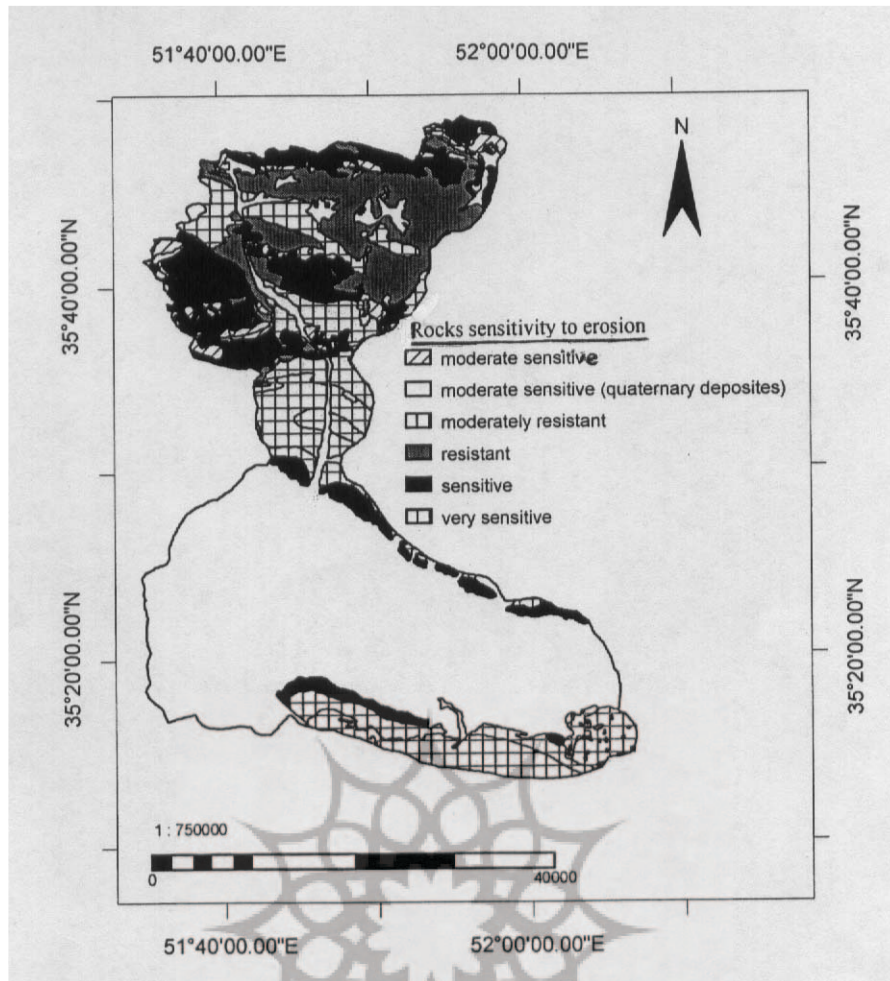 51°40'00.00"E 52°00'00.00"E
N
35°40'00.00"N
35°40'00.00"N
Rocks sensitivity to erosion
moderate sensitive
moderate sensitive (quaternary deposites)
moderately resistant
resistant
sensitive
very sensitive
35°20'00.00"N
35°20'00.00"N
1 : 750000
0 40000
51°40'00.00"E 52°00'00.00"E